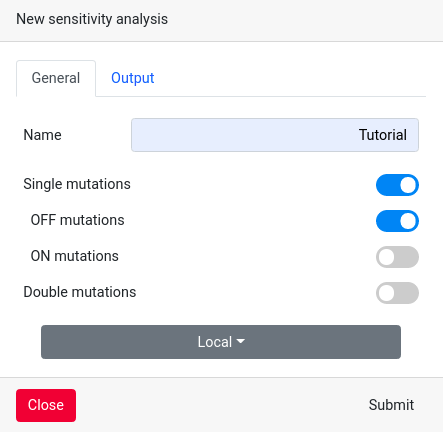 New sensitivity analysis
General Output
Name Tutorial
Single mutations
OFF mutations
ON mutations
Double mutations
Local
Close Submit